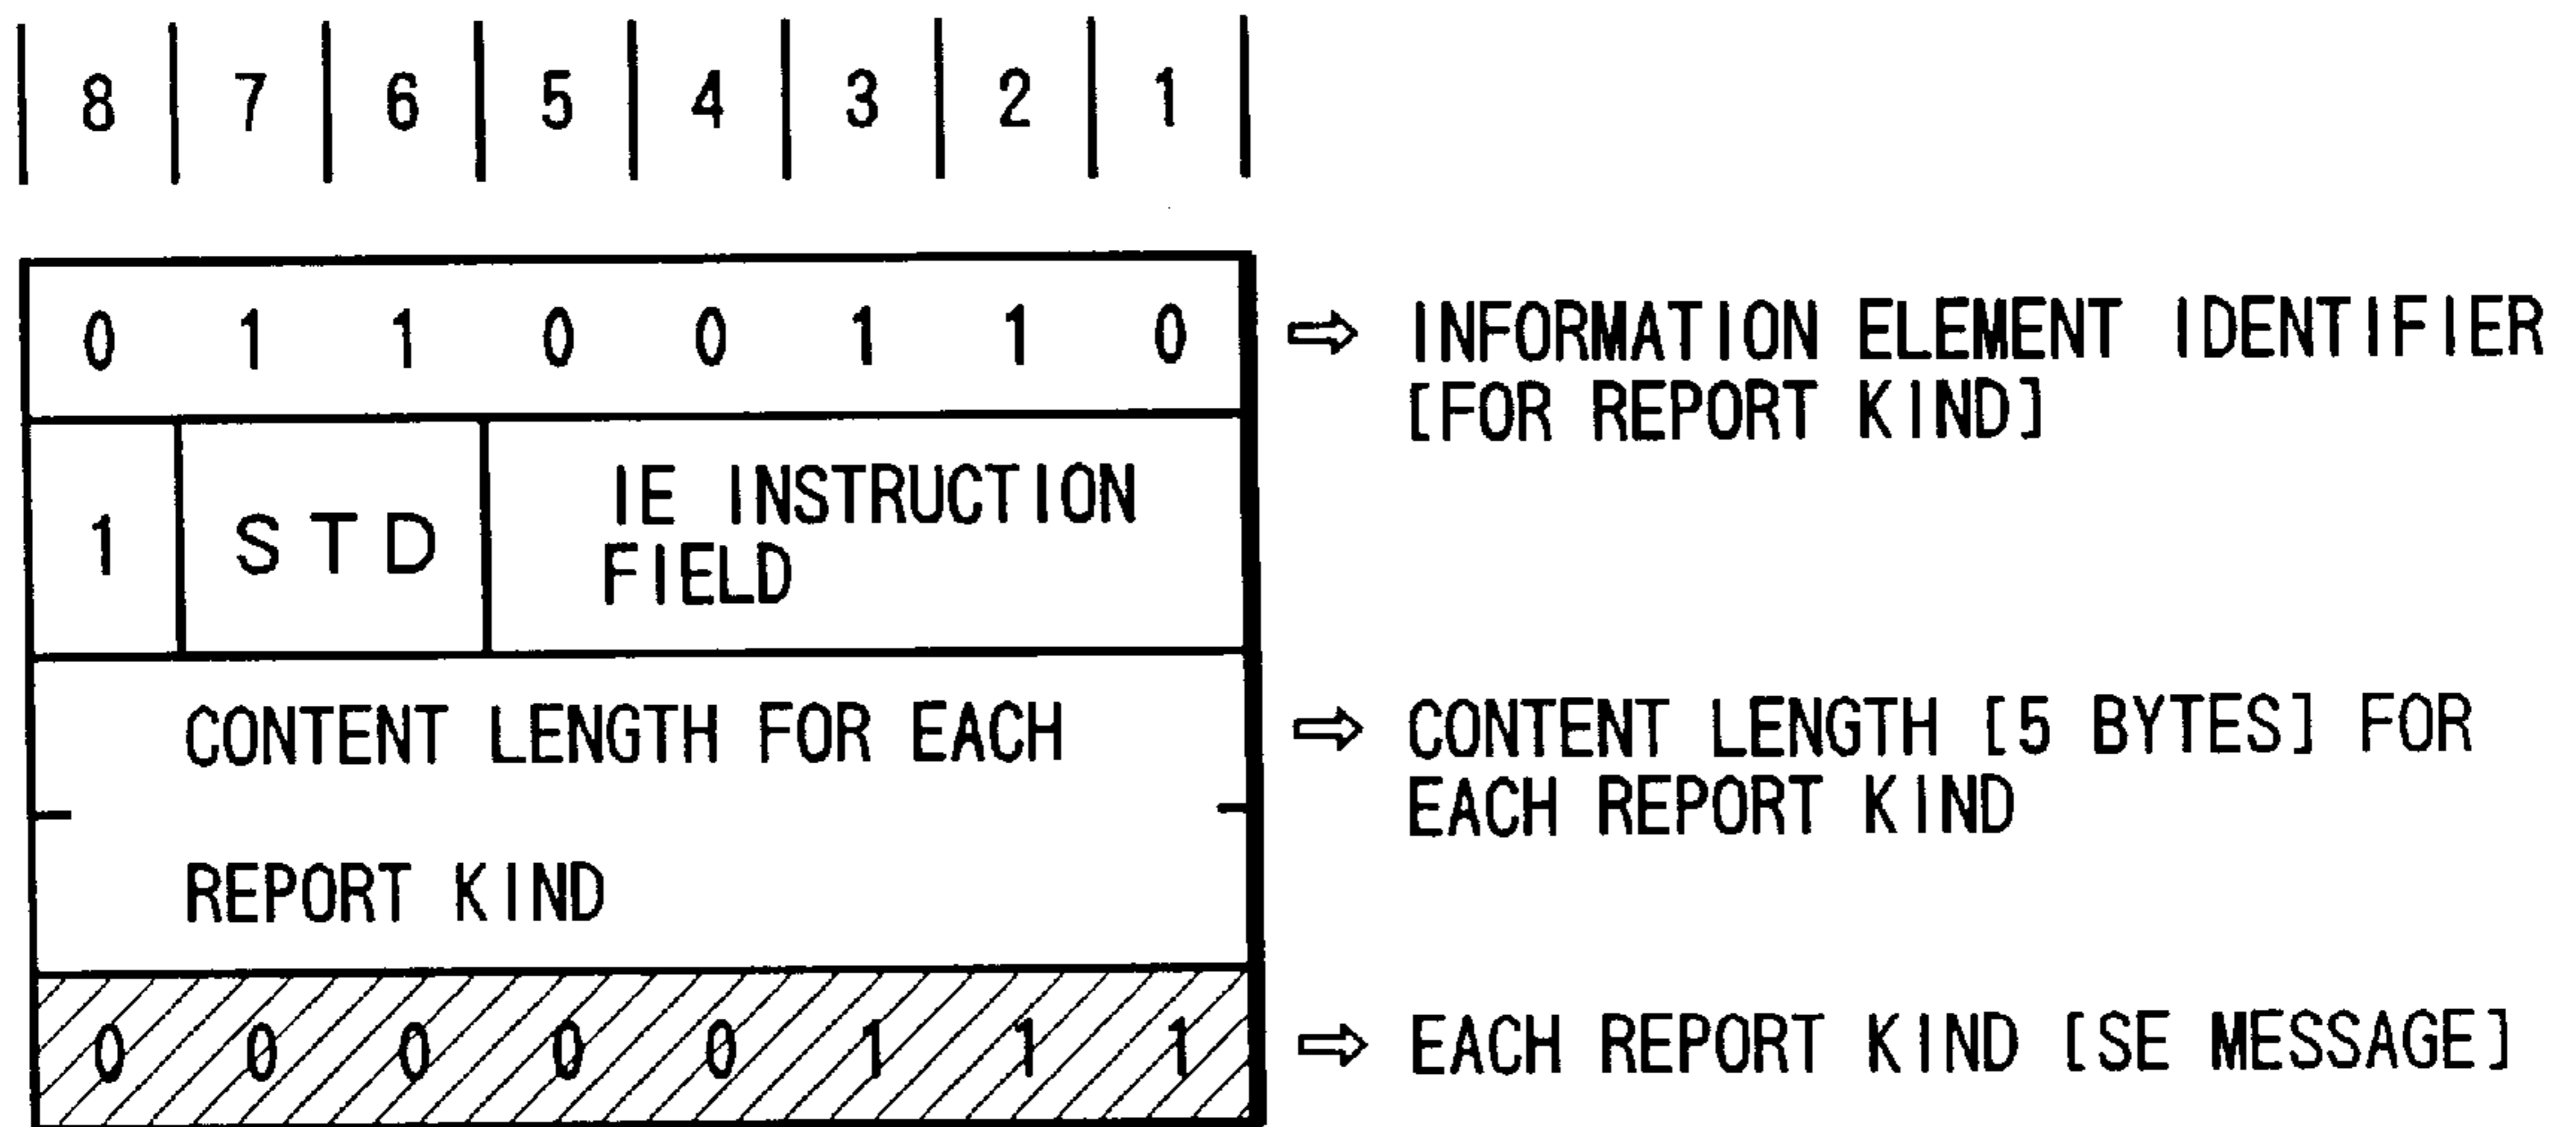 8 7 6 5 4 3 2 1
0 1 1 0 0 1 1 0 ⇨ INFORMATION ELEMENT IDENTIFIER
[FOR REPORT KIND]
1 STD IE INSTRUCTION
FIELD
CONTENT LENGTH FOR EACH ⇨ CONTENT LENGTH [5 BYTES] FOR
EACH REPORT KIND
REPORT KIND
0 0 0 0 0 1 1 1 ⇨ EACH REPORT KIND [SE MESSAGE]